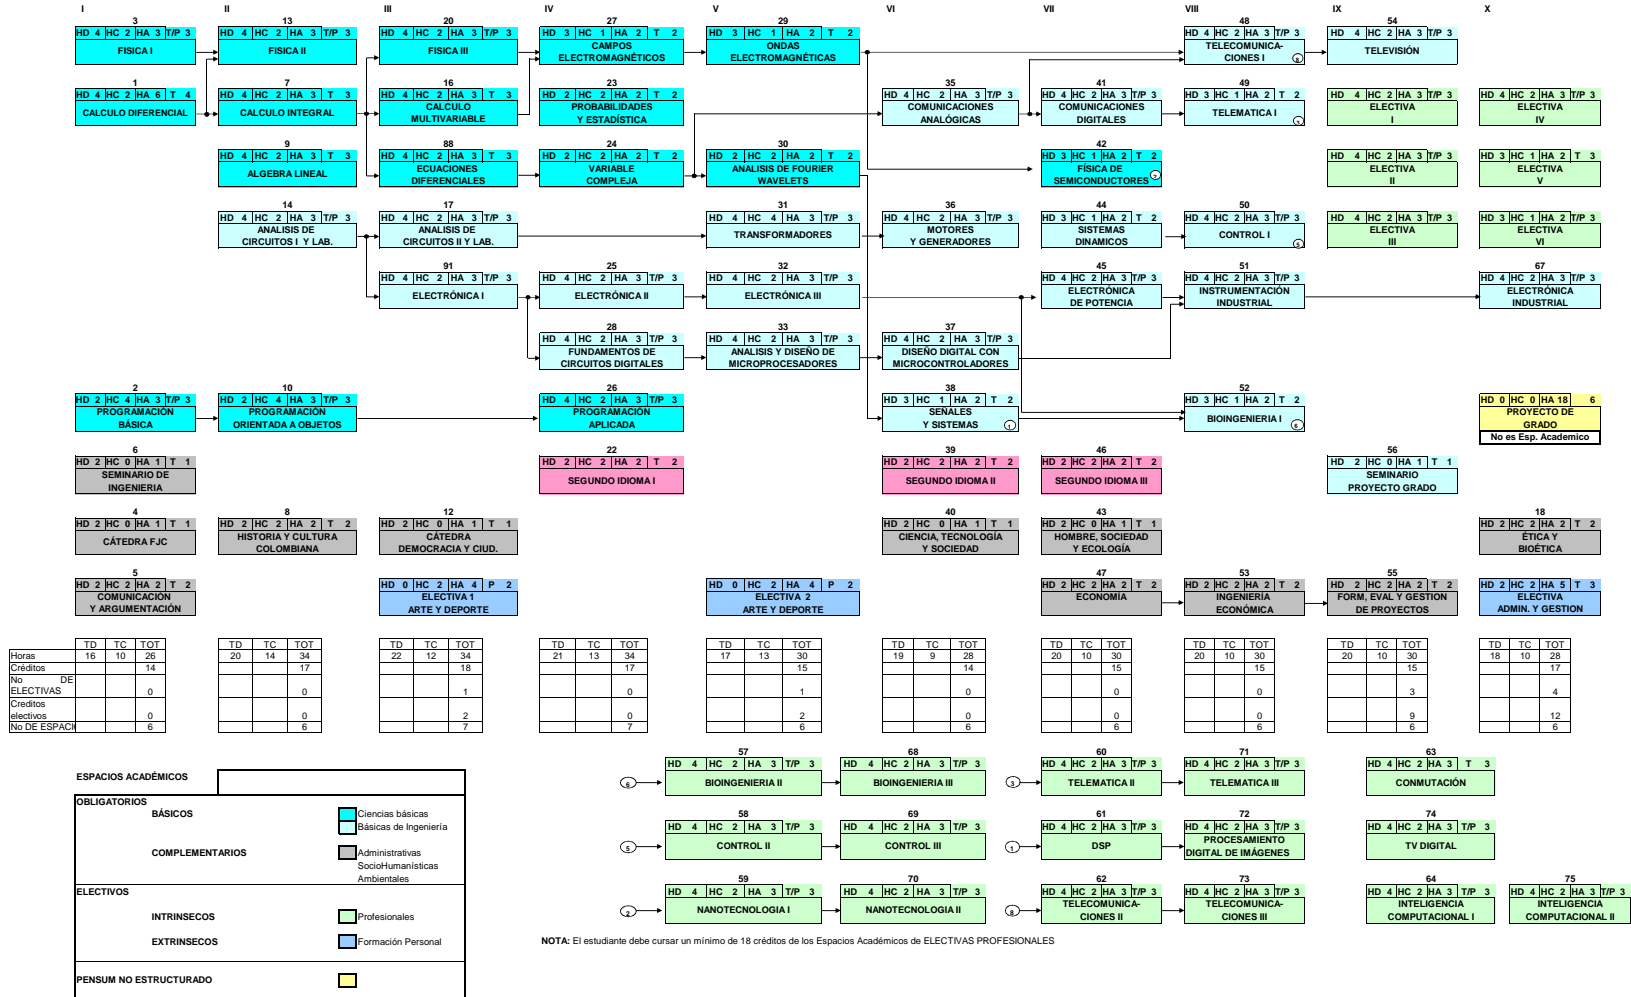 I II III IV V VI VII VIII IX X
3 13 20 27 29 48 54
HD 4 HC 2 HA 3 T/P 3 HD 4 HC 2 HA 3 T/P 3 HD 4 HC 2 HA 3 T/P 3 HD 3 HC 1 HA 2 T 2 HD 3 HC 1 HA 2 T 2 HD 4 HC 2 HA 3 T/P 3 HD 4 HC 2 HA 3 T/P 3
FISICA I FISICA II FISICA III CAMPOS ONDAS TELECOMUNICA- TELEVISIÓN
ELECTROMAGNÉTICOS ELECTROMAGNÉTICAS CIONES I 8
1 7 16 23 35 41 49
HD 4 HC 2 HA 6 T 4 HD 4 HC 2 HA 3 T 3 HD 4 HC 2 HA 3 T 3 HD 2 HC 2 HA 2 T 2 HD 4 HC 2 HA 3 T/P 3 HD 4 HC 2 HA 3 T/P 3 HD 3 HC 1 HA 2 T 2 HD 4 HC 2 HA 3 T/P 3 HD 4 HC 2 HA 3 T/P 3
CALCULO DIFERENCIAL CALCULO INTEGRAL CALCULO PROBABILIDADES COMUNICACIONES COMUNICACIONES TELEMATICA I ELECTIVA ELECTIVA
MULTIVARIABLE Y ESTADÍSTICA ANALÓGICAS DIGITALES 3 I IV
9 88 24 30 42
HD 4 HC 2 HA 3 T 3 HD 4 HC 2 HA 3 T 3 HD 2 HC 2 HA 2 T 2 HD 2 HC 2 HA 2 T 2 HD 3 HC 1 HA 2 T 2 HD 4 HC 2 HA 3 T/P 3 HD 3 HC 1 HA 2 T 3
ALGEBRA LINEAL ECUACIONES VARIABLE ANALISIS DE FOURIER FÍSICA DE ELECTIVA ELECTIVA
DIFERENCIALES COMPLEJA WAVELETS SEMICONDUCTORES 2 II V
14 17 31 36 44 50
HD 4 HC 2 HA 3 T/P 3 HD 4 HC 2 HA 3 T/P 3 HD 4 HC 4 HA 3 T/P 3 HD 4 HC 2 HA 3 T/P 3 HD 3 HC 1 HA 2 T 2 HD 4 HC 2 HA 3 T/P 3 HD 4 HC 2 HA 3 T/P 3 HD 3 HC 1 HA 2 T/P 3
ANALISIS DE ANALISIS DE TRANSFORMADORES MOTORES SISTEMAS CONTROL I ELECTIVA ELECTIVA
CIRCUITOS I Y LAB. CIRCUITOS II Y LAB. Y GENERADORES DINAMICOS 5 III VI
91 25 32 45 51 67
HD 4 HC 2 HA 3 T/P 3 HD 4 HC 2 HA 3 T/P 3 HD 4 HC 2 HA 3 T/P 3 HD 4 HC 2 HA 3 T/P 3 HD 4 HC 2 HA 3 T/P 3 HD 4 HC 2 HA 3 T/P 3
ELECTRÓNICA I ELECTRÓNICA II ELECTRÓNICA III ELECTRÓNICA INSTRUMENTACIÓN ELECTRÓNICA
DE POTENCIA INDUSTRIAL INDUSTRIAL
28 33 37
HD 4 HC 2 HA 3 T/P 3 HD 4 HC 2 HA 3 T/P 3 HD 4 HC 2 HA 3 T/P 3
FUNDAMENTOS DE ANALISIS Y DISEÑO DE DISEÑO DIGITAL CON
CIRCUITOS DIGITALES MICROPROCESADORES MICROCONTROLADORES
2 10 26 38 52
HD 2 HC 4 HA 3 T/P 3 HD 2 HC 4 HA 3 T/P 3 HD 2 HC 4 HA 3 T/P 3 HD 3 HC 1 HA 2 T 2 HD 3 HC 1 HA 2 T 2 HD 0 HC 0 HA 18 6
PROGRAMACIÓN PROGRAMACIÓN PROGRAMACIÓN SEÑALES BIOINGENIERIA I PROYECTO DE
BÁSICA ORIENTADA A OBJETOS APLICADA Y SISTEMAS 1 6 GRADO
No es Esp. Academico
6 22 39 46 56
HD 2 HC 0 HA 1 T 1 HD 2 HC 2 HA 2 T 2 HD 2 HC 2 HA 2 T 2 HD 2 HC 2 HA 2 T 2 HD 2 HC 0 HA 1 T 1
SEMINARIO DE SEGUNDO IDIOMA I SEGUNDO IDIOMA II SEGUNDO IDIOMA III SEMINARIO
INGENIERIA PROYECTO GRADO
4 8 12 40 43 18
HD 2 HC 0 HA 1 T 1 HD 2 HC 2 HA 2 T 2 HD 2 HC 0 HA 1 T 1 HD 2 HC 0 HA 1 T 1 HD 2 HC 0 HA 1 T 1 HD 2 HC 2 HA 2 T 2
CÁTEDRA FJC HISTORIA Y CULTURA CÁTEDRA CIENCIA, TECNOLOGÍA HOMBRE, SOCIEDAD ÉTICA Y
COLOMBIANA DEMOCRACIA Y CIUD. Y SOCIEDAD Y ECOLOGÍA BIOÉTICA
5 47 53 55
HD 2 HC 2 HA 2 T 2 HD 0 HC 2 HA 4 P 2 HD 0 HC 2 HA 4 P 2 HD 2 HC 2 HA 2 T 2 HD 2 HC 2 HA 2 T 2 HD 2 HC 2 HA 2 T 2 HD 2 HC 2 HA 5 T 3
COMUNICACIÓN ELECTIVA 1 ELECTIVA 2 ECONOMÍA INGENIERÍA FORM, EVAL Y GESTION ELECTIVA
Y ARGUMENTACIÓN ARTE Y DEPORTE ARTE Y DEPORTE ECONÓMICA DE PROYECTOS ADMIN. Y GESTION
TD TC TOT TD TC TOT TD TC TOT TD TC TOT TD TC TOT TD TC TOT TD TC TOT TD TC TOT TD TC TOT TD TC TOT
Horas 16 10 26 20 14 34 22 12 34 21 13 34 17 13 30 19 9 28 20 10 30 20 10 30 20 10 30 18 10 28
Créditos 14 17 18 17 15 14 15 15 15 17
No DE
ELECTIVAS 0 0 1 0 1 0 0 0 3 4
Creditos
electivos 0 0 2 0 2 0 0 0 9 12
No DE ESPACI 6 6 7 7 6 6 6 6 6 6
57 68 60 71 63
HD 4 HC 2 HA 3 T/P 3 HD 4 HC 2 HA 3 T/P 3 HD 4 HC 2 HA 3 T/P 3 HD 4 HC 2 HA 3 T/P 3 HD 4 HC 2 HA 3 T 3
6 BIOINGENIERIA II BIOINGENIERIA III 3 TELEMATICA II TELEMATICA III CONMUTACIÓN
ESPACIOS ACADÉMICOS
OBLIGATORIOS
BÁSICOS Ciencias básicas
Básicas de Ingeniería
58 69 61 72 74
HD 4 HC 2 HA 3 T/P 3 HD 4 HC 2 HA 3 T/P 3 HD 4 HC 2 HA 3 T/P 3 HD 4 HC 2 HA 3 T/P 3 HD 4 HC 2 HA 3 T/P 3
5 CONTROL II CONTROL III 1 DSP PROCESAMIENTO TV DIGITAL
DIGITAL DE IMÁGENES
COMPLEMENTARIOS Administrativas
SocioHumanísticas
Ambientales
59 70 62 73 64 75
HD 4 HC 2 HA 3 T/P 3 HD 4 HC 2 HA 3 T/P 3 HD 4 HC 2 HA 3 T/P 3 HD 4 HC 2 HA 3 T/P 3 HD 4 HC 2 HA 3 T/P 3 HD 4 HC 2 HA 3 T/P 3
2 NANOTECNOLOGIA I NANOTECNOLOGIA II 8 TELECOMUNICA- TELECOMUNICA- INTELIGENCIA INTELIGENCIA
CIONES II CIONES III COMPUTACIONAL I COMPUTACIONAL II
ELECTIVOS
INTRINSECOS Profesionales
EXTRINSECOS Formación Personal
NOTA: El estudiante debe cursar un mínimo de 18 créditos de los Espacios Académicos de ELECTIVAS PROFESIONALES
PENSUM NO ESTRUCTURADO